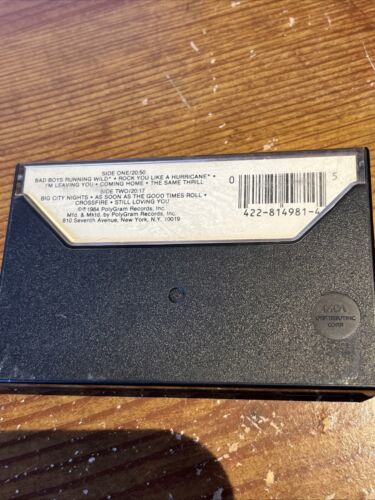 SIDE ONE/20:50
BAD BOYS RUNNING WILD • ROCK YOU LIKE A HURRICANE •
I'M LEAVING YOU • COMING HOME • THE SAME THRILL
SIDE TWO/20:17
BIG CITY NIGHTS • AS SOON AS THE GOOD TIMES ROLL •
CROSSFIRE • STILL LOVING YOU
℗ © 1984 PolyGram Records, Inc.
Mfd. & Mktd. by PolyGram Records, Inc.
810 Seventh Avenue, New York, N.Y. 10019
0 5
422-814981-4
DISTRIBUTING
CORP